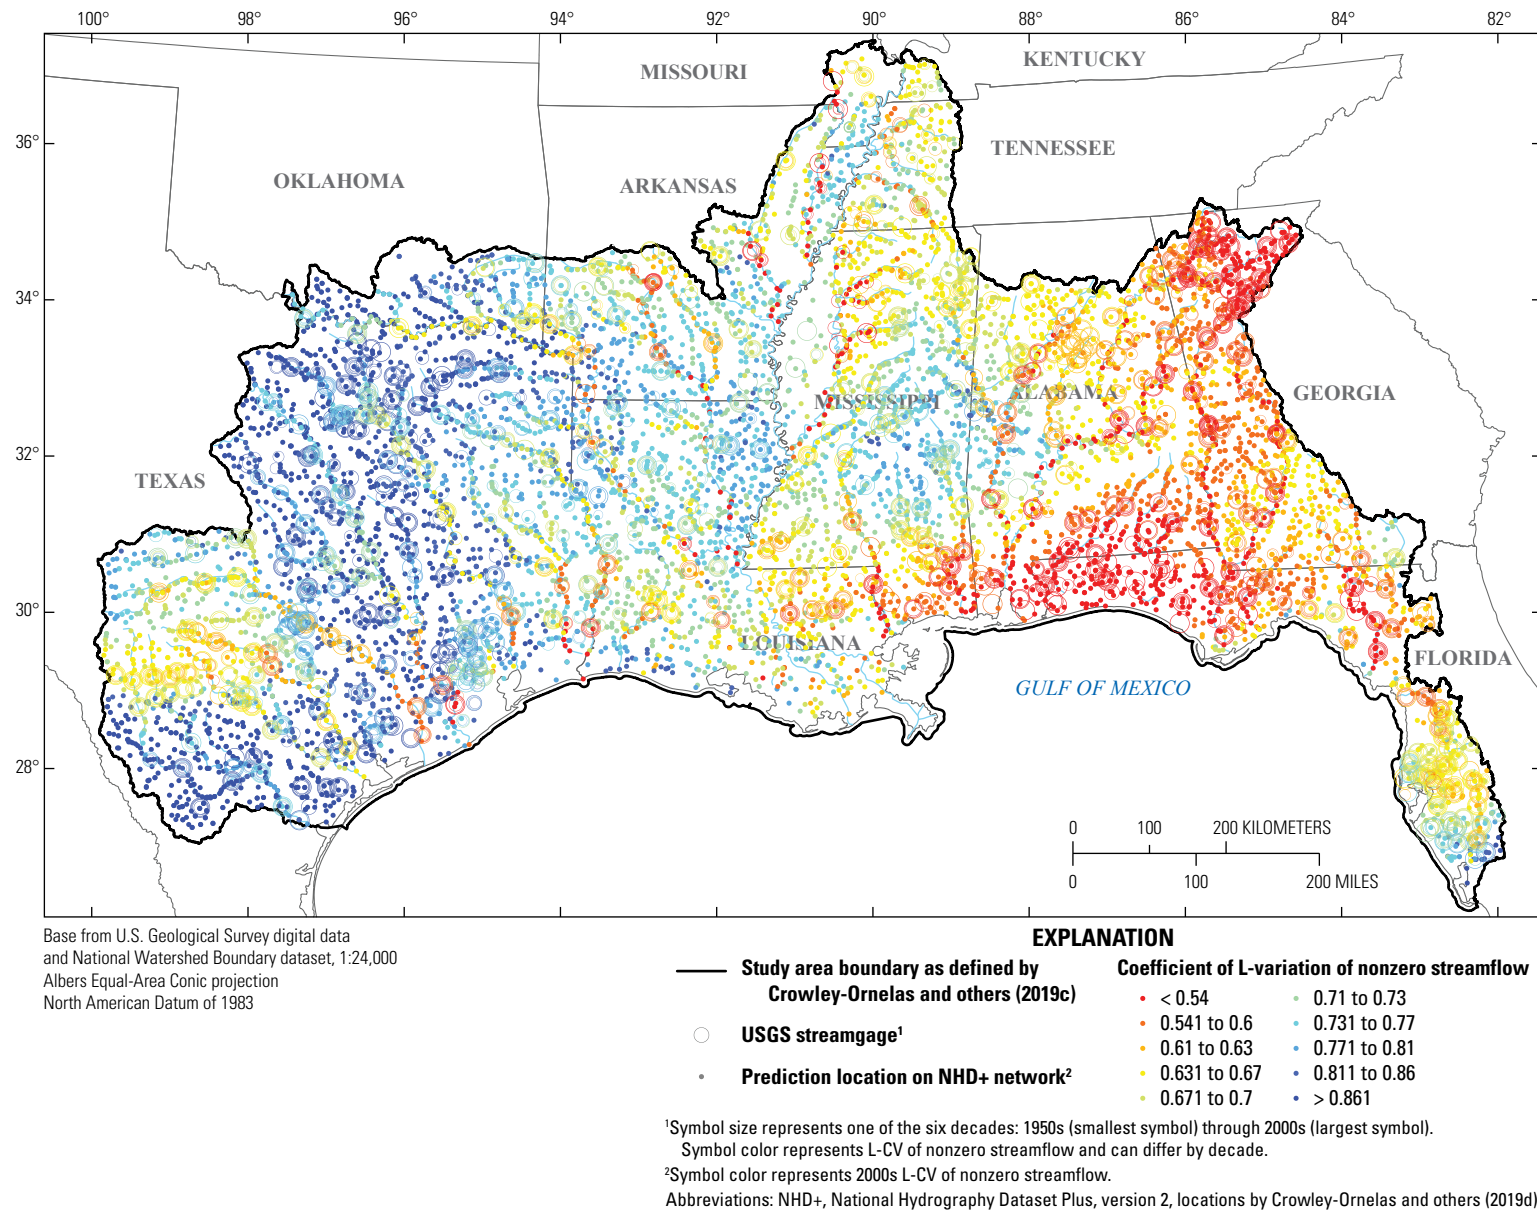 100° 98° 96° 94° 92° 90° 88° 86° 84° 82°
MISSOURI
KENTUCKY
36°
TENNESSEE
OKLAHOMA
ARKANSAS
34°
GEORGIA
MISSISSIPPI
ALABAMA
32°
TEXAS
30°
LOUISIANA
FLORIDA
GULF OF MEXICO
28°
0 100 200 KILOMETERS
0 100 200 MILES
Base from U.S. Geological Survey digital data
and National Watershed Boundary dataset, 1:24,000
Albers Equal-Area Conic projection
North American Datum of 1983
EXPLANATION
Study area boundary as defined by
Crowley-Ornelas and others (2019c)
USGS streamgage¹
Prediction location on NHD+ network²
Coefficient of L-variation of nonzero streamflow
< 0.54
0.541 to 0.6
0.61 to 0.63
0.631 to 0.67
0.671 to 0.7
0.71 to 0.73
0.731 to 0.77
0.771 to 0.81
0.811 to 0.86
> 0.861
¹Symbol size represents one of the six decades: 1950s (smallest symbol) through 2000s (largest symbol).
Symbol color represents L-CV of nonzero streamflow and can differ by decade.
²Symbol color represents 2000s L-CV of nonzero streamflow.
Abbreviations: NHD+, National Hydrography Dataset Plus, version 2, locations by Crowley-Ornelas and others (2019d)